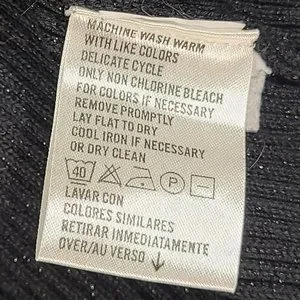 MACHINE WASH WARM
WITH LIKE COLORS
DELICATE CYCLE
ONLY NON CHLORINE BLEACH
FOR COLORS IF NECESSARY
REMOVE PROMPTLY
LAY FLAT TO DRY
COOL IRON IF NECESSARY
OR DRY CLEAN
40 P
LAVAR CON
COLORES SIMILARES
RETIRAR INMEDIATAMENTE
OVER/AU VERSO ↓